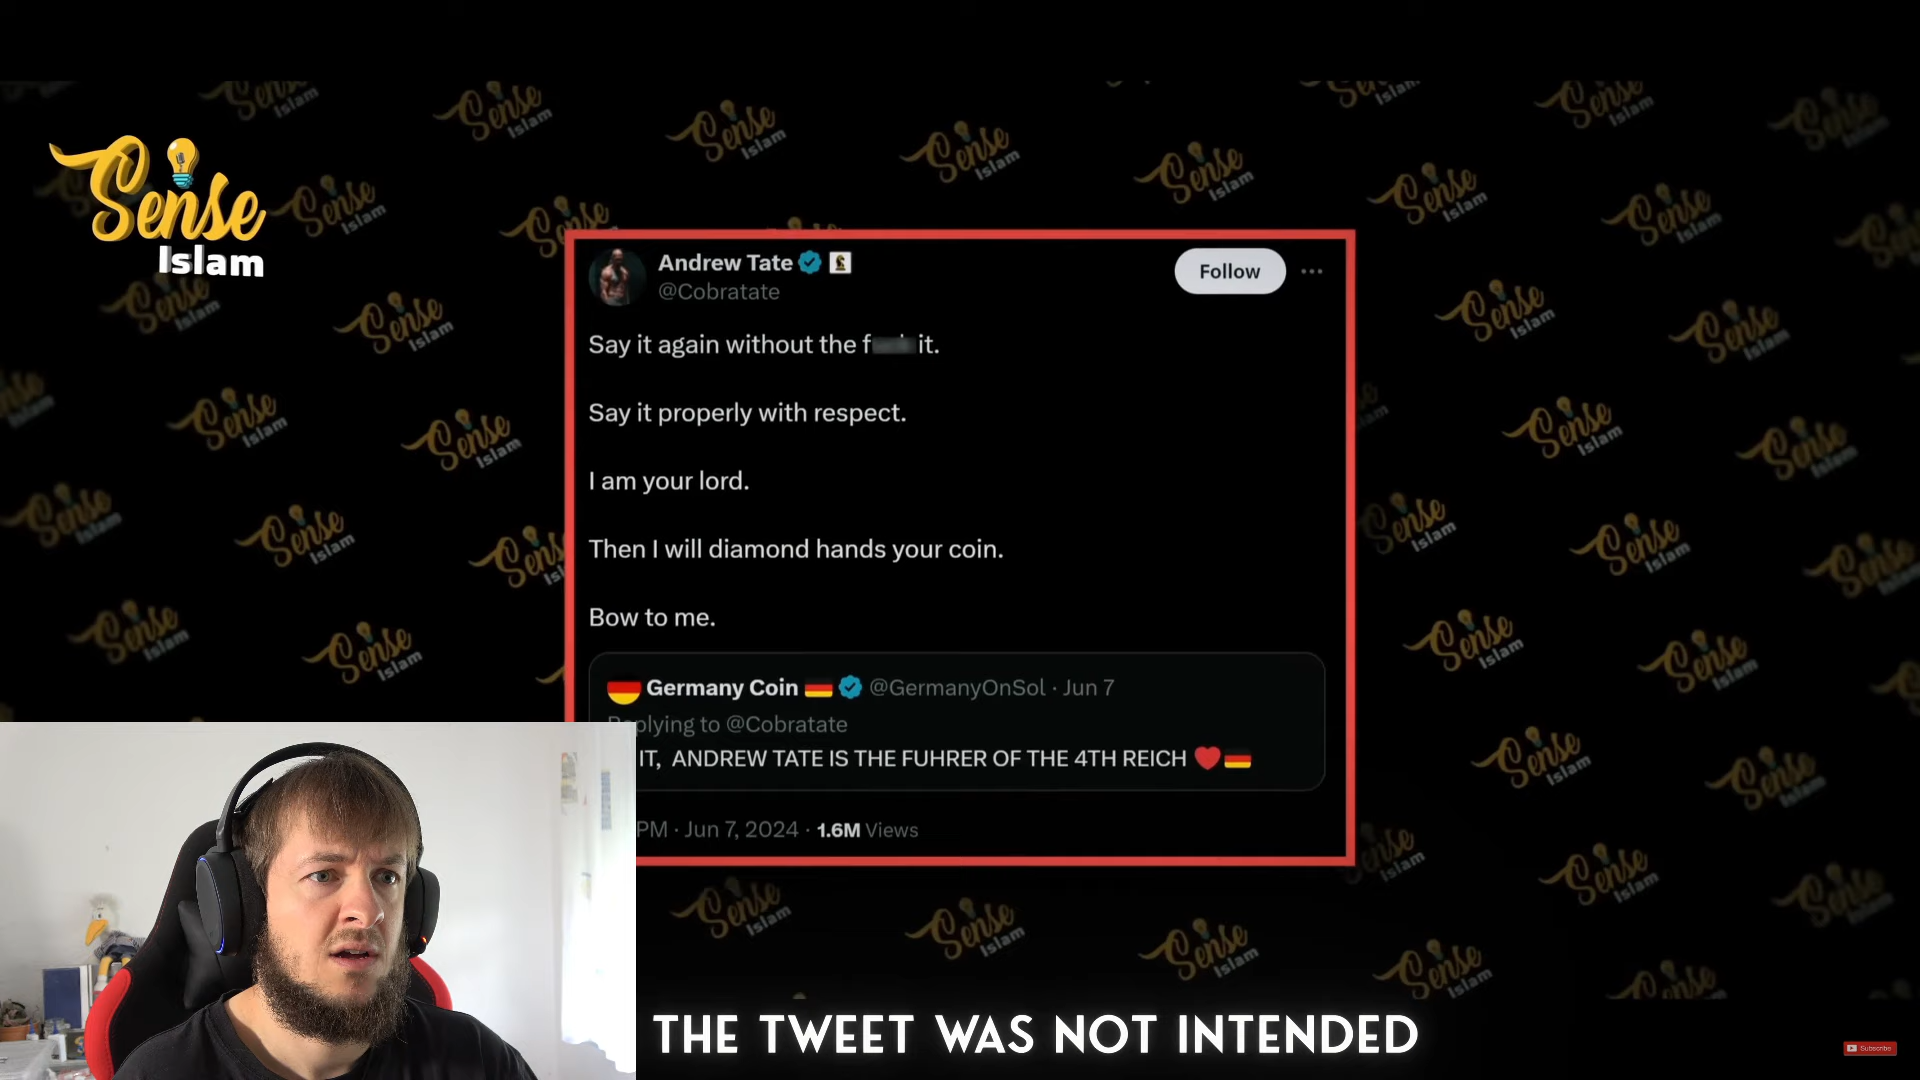 Sense
Islam
Andrew Tate
@Cobratate
Follow
Say it again without the f it.
Say it properly with respect.
I am your lord.
Then I will diamond hands your coin.
Bow to me.
Germany Coin @GermanyOnSol · Jun 7
Replying to @Cobratate
IT, ANDREW TATE IS THE FUHRER OF THE 4TH REICH
PM · Jun 7, 2024 · 1.6M Views
THE TWEET WAS NOT INTENDED
Subscribe